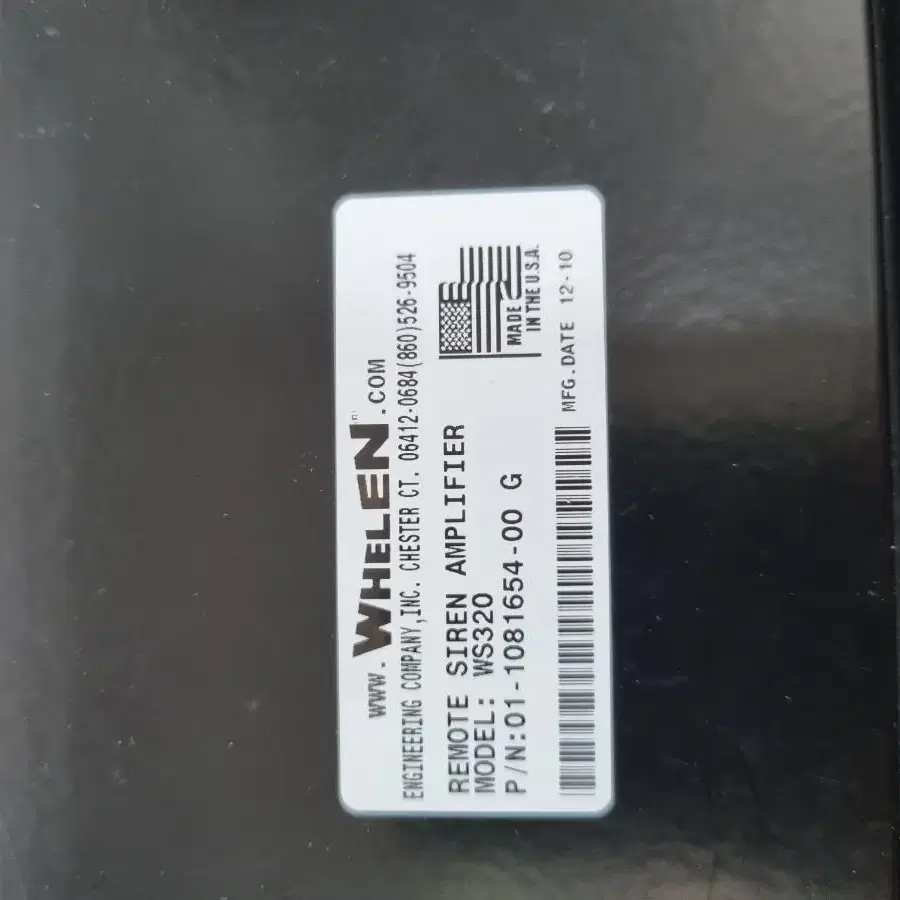 www.WHELEN.COM
ENGINEERING COMPANY,INC. CHESTER CT. 06412-0684(860)526-9504
REMOTE SIREN AMPLIFIER
MODEL: WS320
P/N:01-1081654-00 G
MADE
IN THE U.S.A.
MFG.DATE 12-10